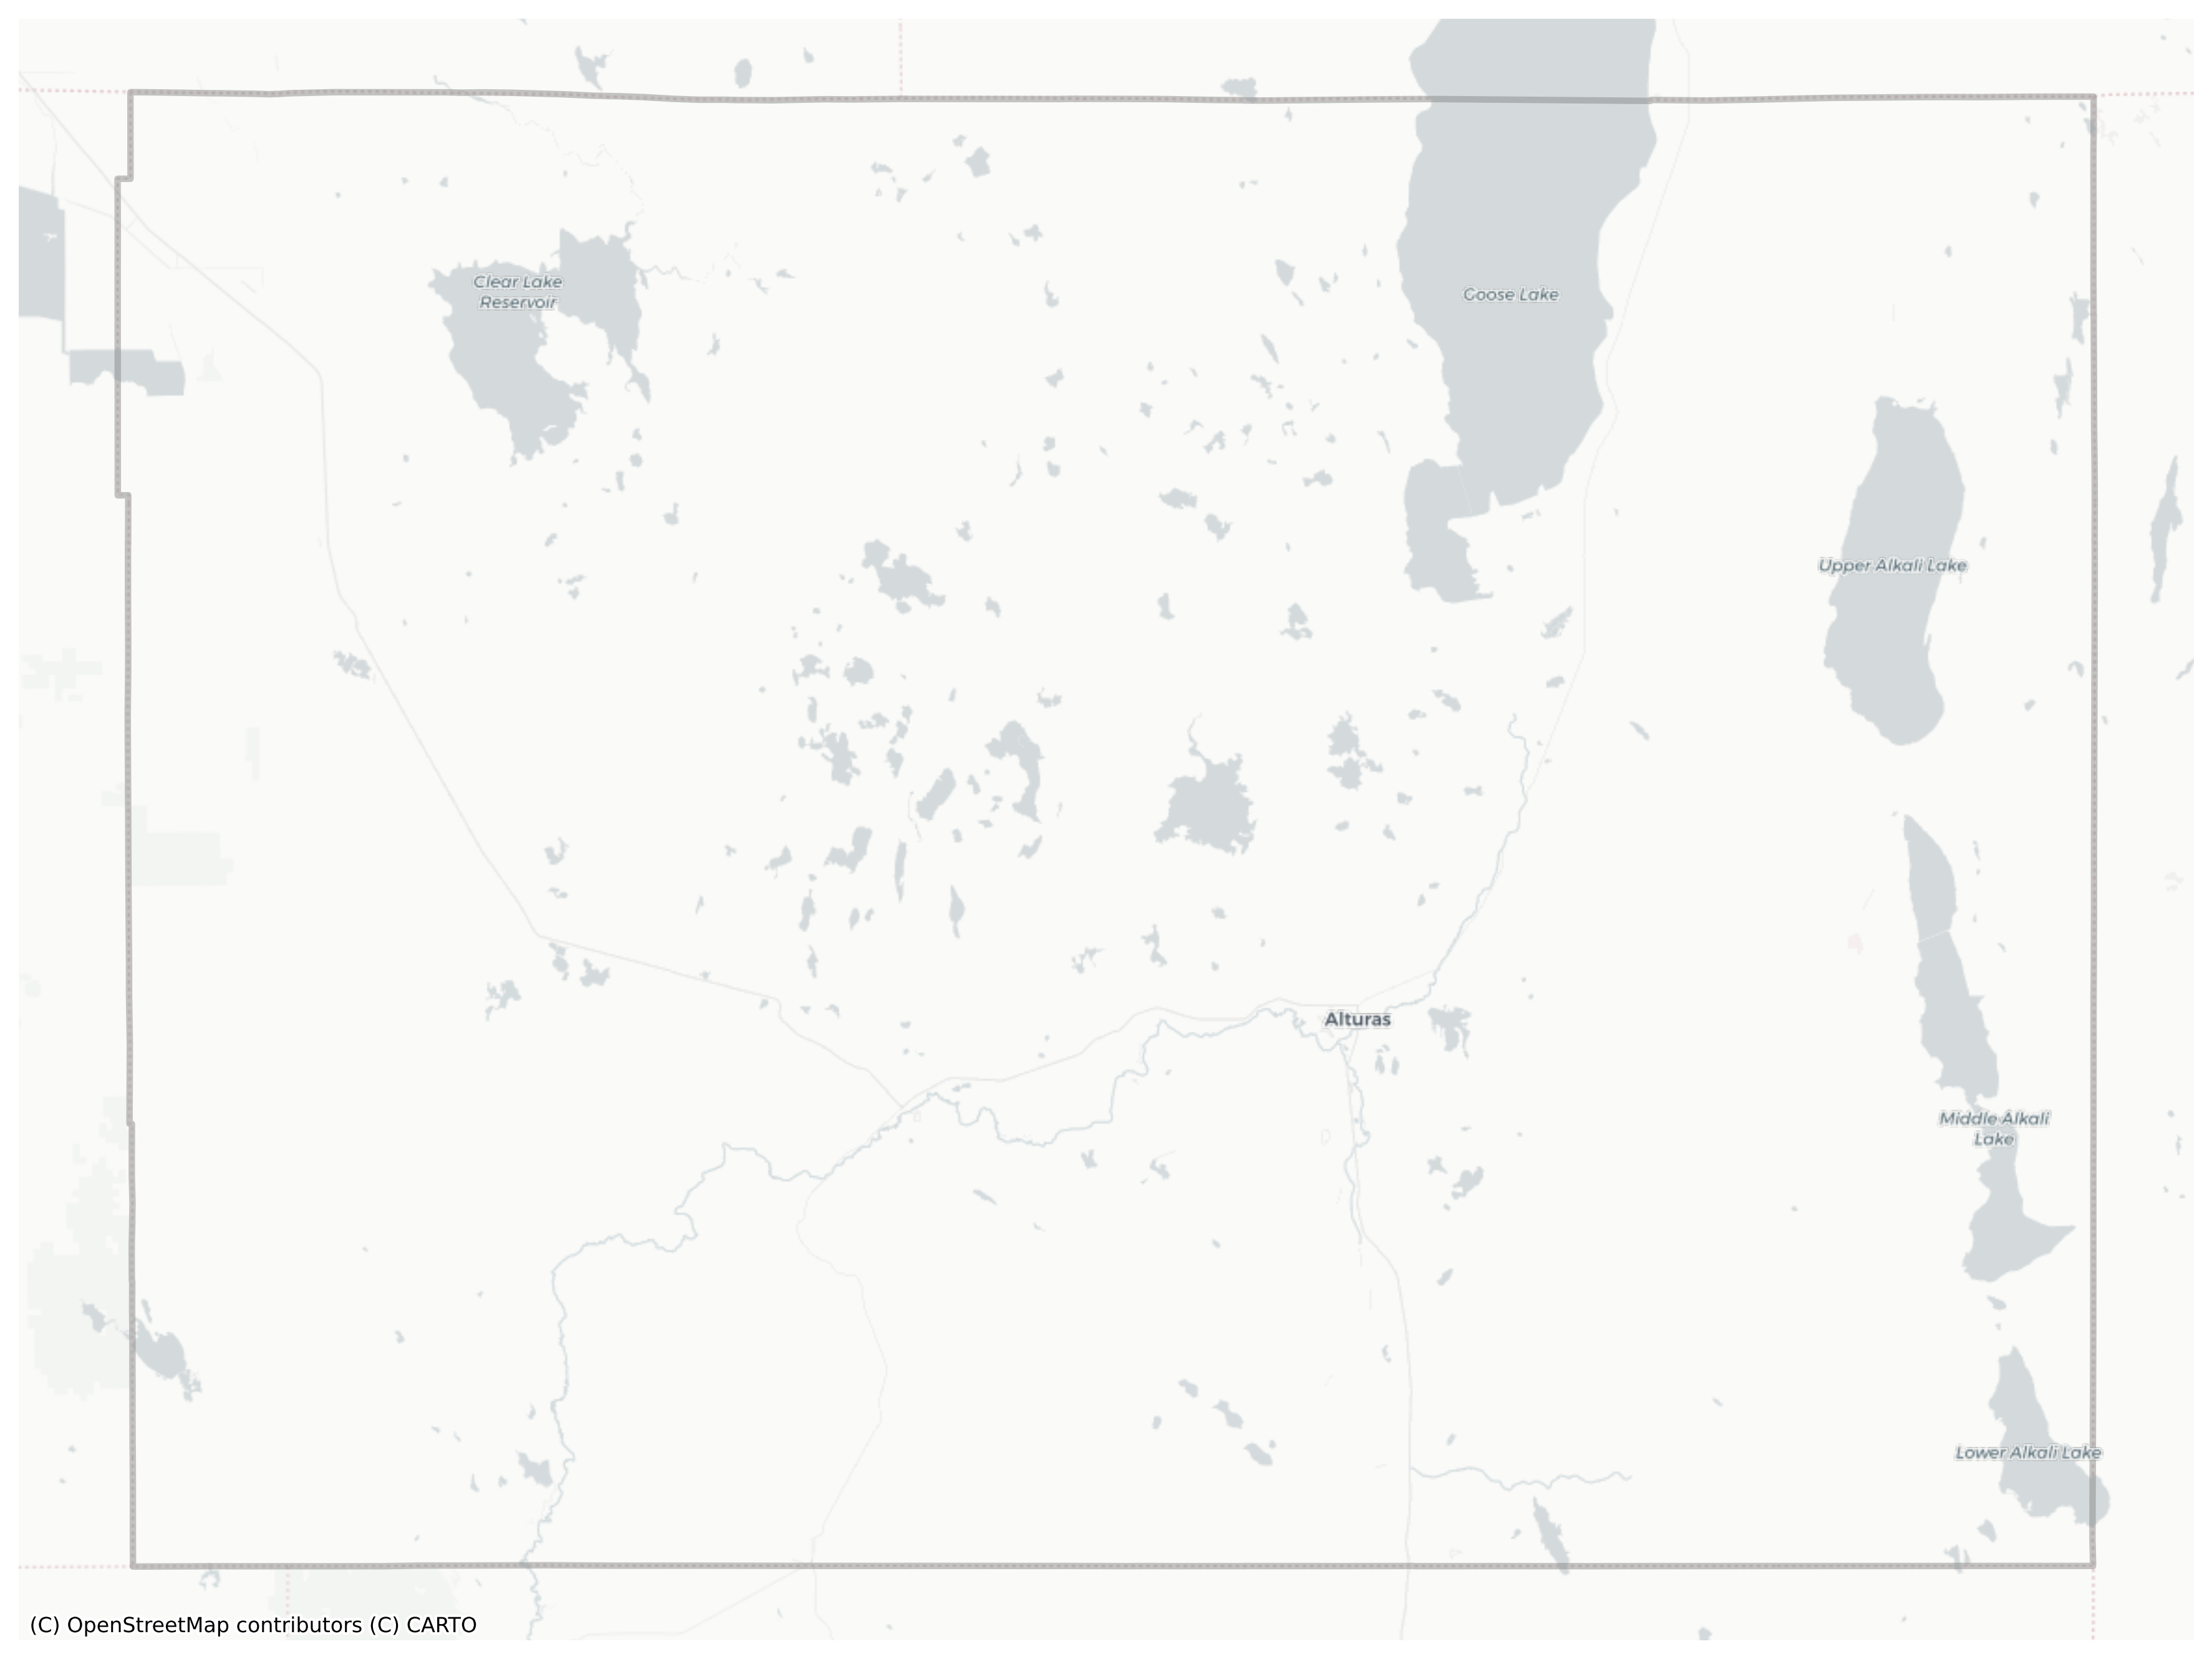 Clear Lake
Reservoir
Goose Lake
Upper Alkali Lake
Alturas
Middle Alkali
Lake
Lower Alkali Lake
(C) OpenStreetMap contributors (C) CARTO